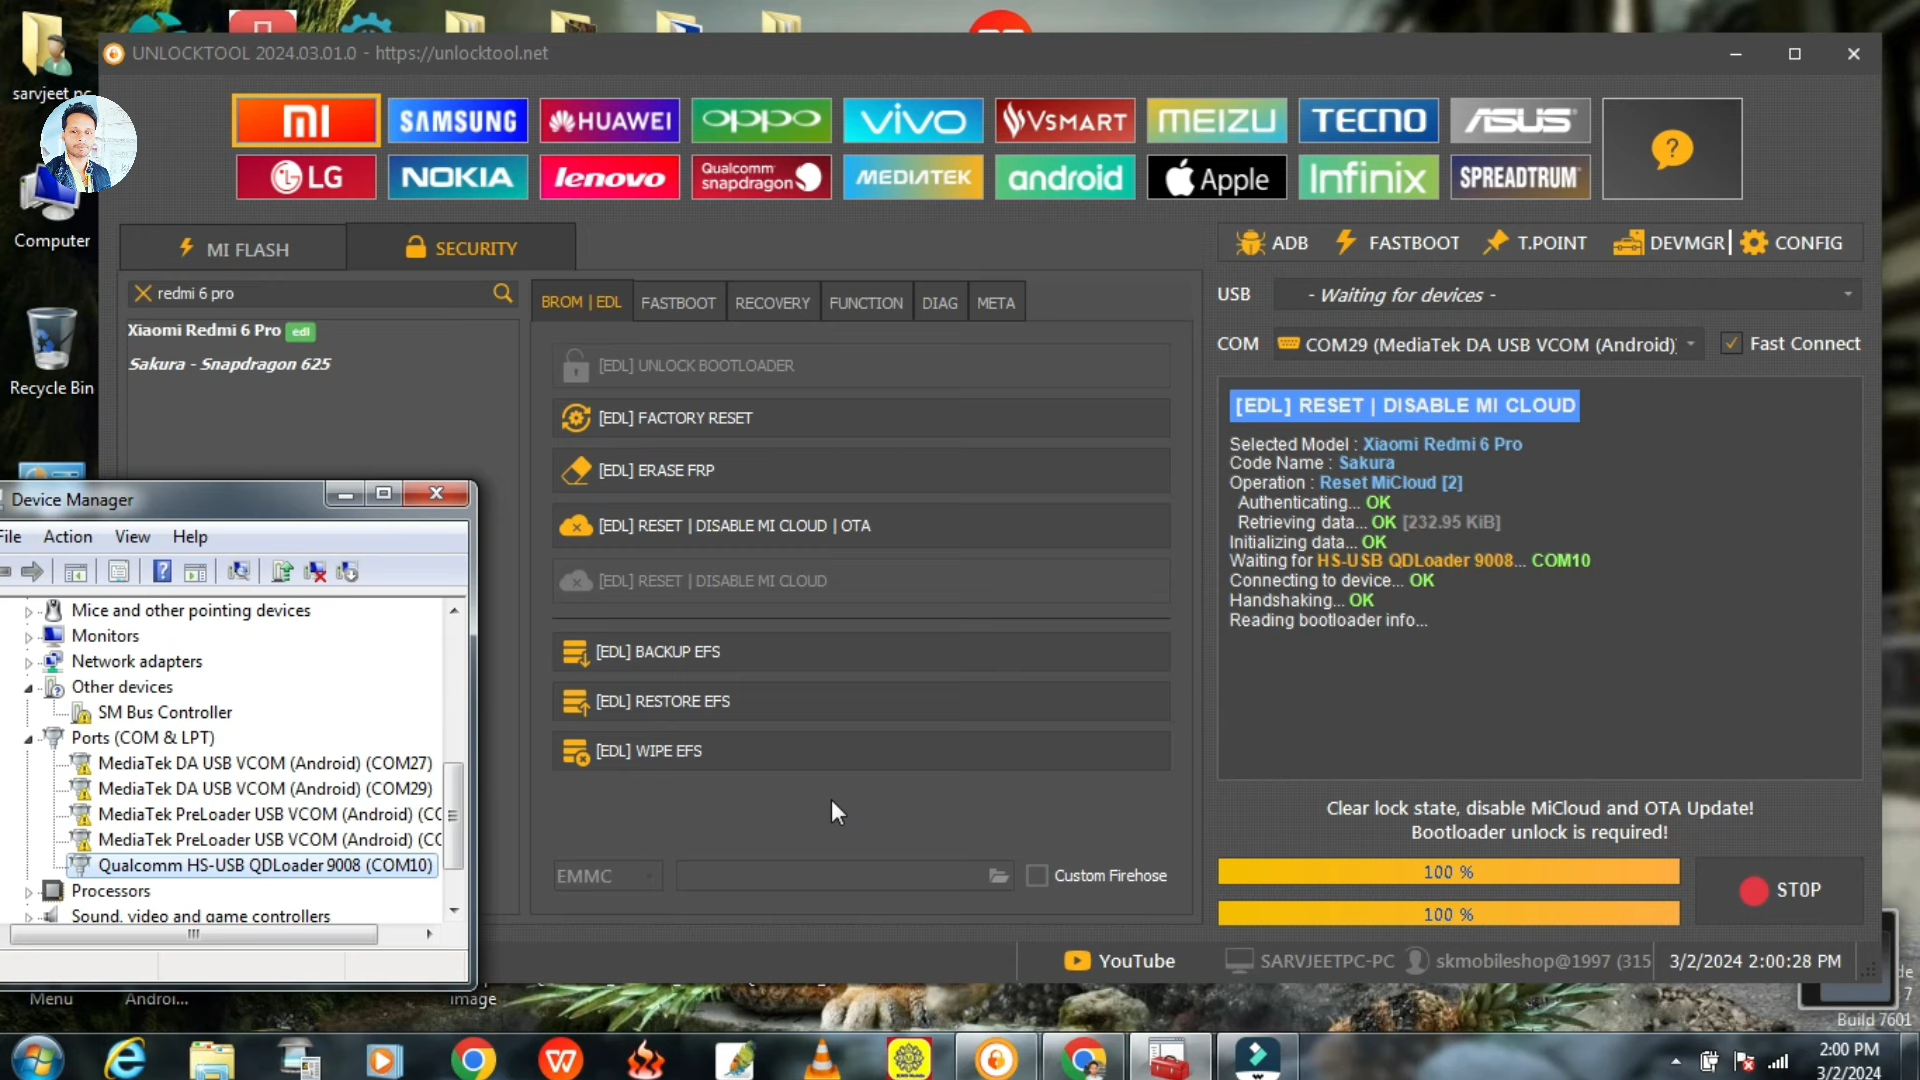 UNLOCKTOOL 2024.03.01.0 - https://unlocktool.net
sarvjeet pc
Computer
Recycle Bin
MI
SAMSUNG
HUAWEI
oppo
vivo
VSMART
MEIZU
TECNO
ASUS
?
LG
NOKIA
lenovo
Qualcomm
snapdragon
MEDIATEK
android
Apple
Infinix
SPREADTRUM
MI FLASH
SECURITY
ADB
FASTBOOT
T.POINT
DEVMGR
CONFIG
redmi 6 pro
Xiaomi Redmi 6 Pro edl
Sakura - Snapdragon 625
BROM | EDL
FASTBOOT
RECOVERY
FUNCTION
DIAG
META
[EDL] UNLOCK BOOTLOADER
[EDL] FACTORY RESET
[EDL] ERASE FRP
[EDL] RESET | DISABLE MI CLOUD | OTA
[EDL] RESET | DISABLE MI CLOUD
[EDL] BACKUP EFS
[EDL] RESTORE EFS
[EDL] WIPE EFS
EMMC
Custom Firehose
USB
- Waiting for devices -
COM
COM29 (MediaTek DA USB VCOM (Android)
Fast Connect
[EDL] RESET | DISABLE MI CLOUD
Selected Model : Xiaomi Redmi 6 Pro
Code Name : Sakura
Operation : Reset MiCloud [2]
Authenticating... OK
Retrieving data... OK [232.95 KiB]
Initializing data... OK
Waiting for HS-USB QDLoader 9008... COM10
Connecting to device... OK
Handshaking... OK
Reading bootloader info...
Clear lock state, disable MiCloud and OTA Update!
Bootloader unlock is required!
100 %
100 %
STOP
YouTube
SARVJEETPC-PC
skmobileshop@1997 (315
3/2/2024 2:00:28 PM
Device Manager
File
Action
View
Help
Mice and other pointing devices
Monitors
Network adapters
Other devices
SM Bus Controller
Ports (COM & LPT)
MediaTek DA USB VCOM (Android) (COM27)
MediaTek DA USB VCOM (Android) (COM29)
MediaTek PreLoader USB VCOM (Android) (CC
MediaTek PreLoader USB VCOM (Android) (CC
Qualcomm HS-USB QDLoader 9008 (COM10)
Processors
Sound, video and game controllers
Menu
Androi...
image
de
7
Build 7601
2:00 PM
3/2/2024